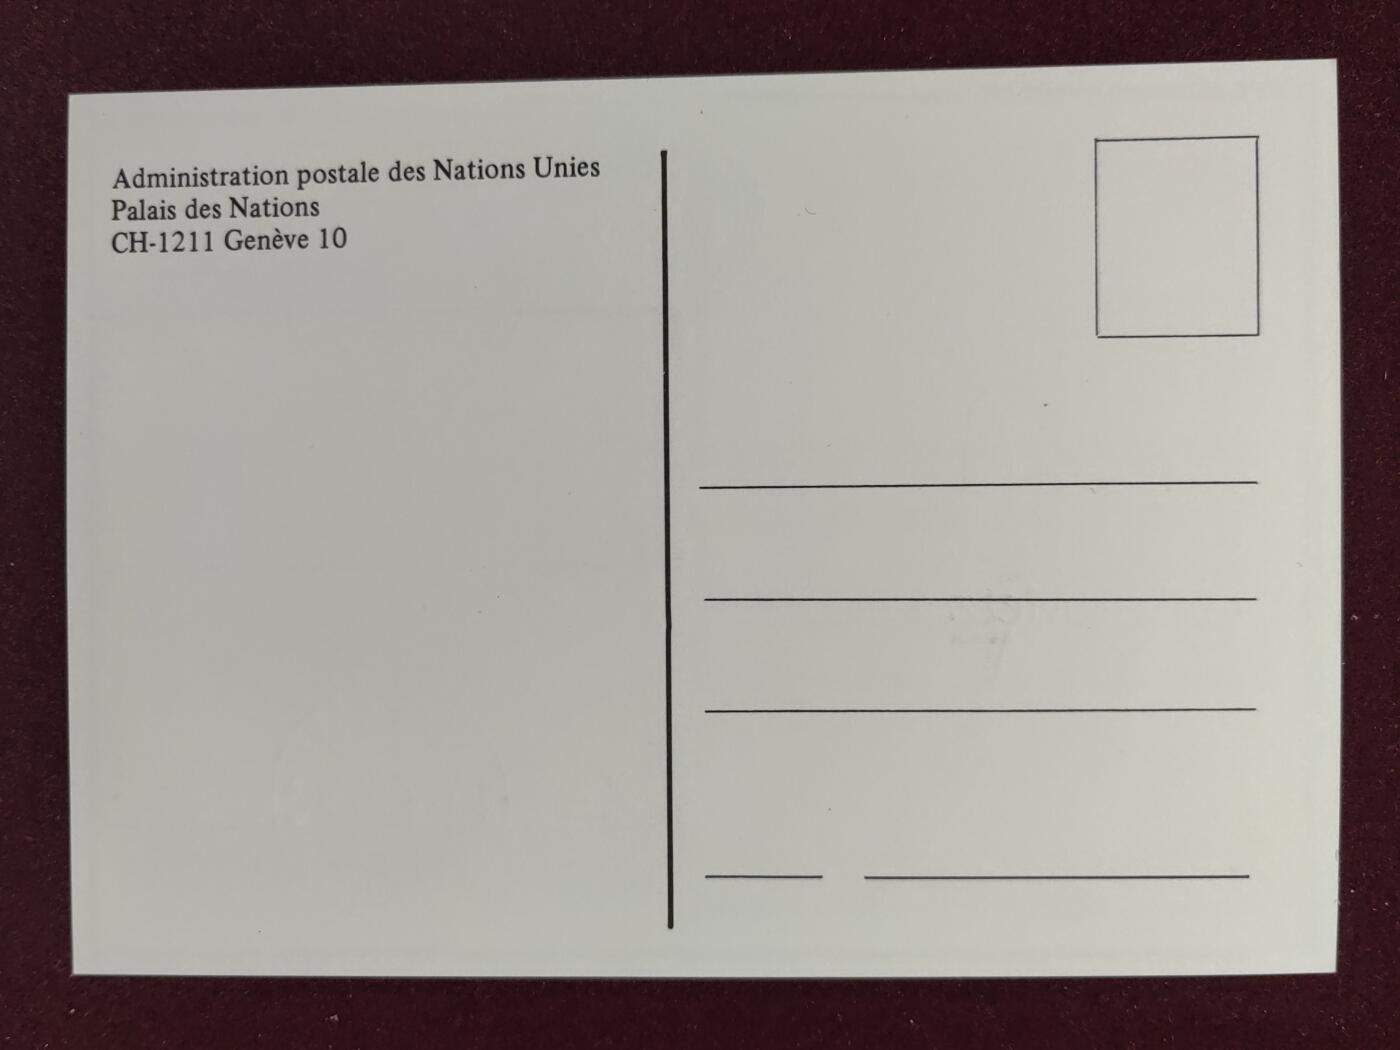 Administration postale des Nations Unies
Palais des Nations
CH-1211 Genève 10